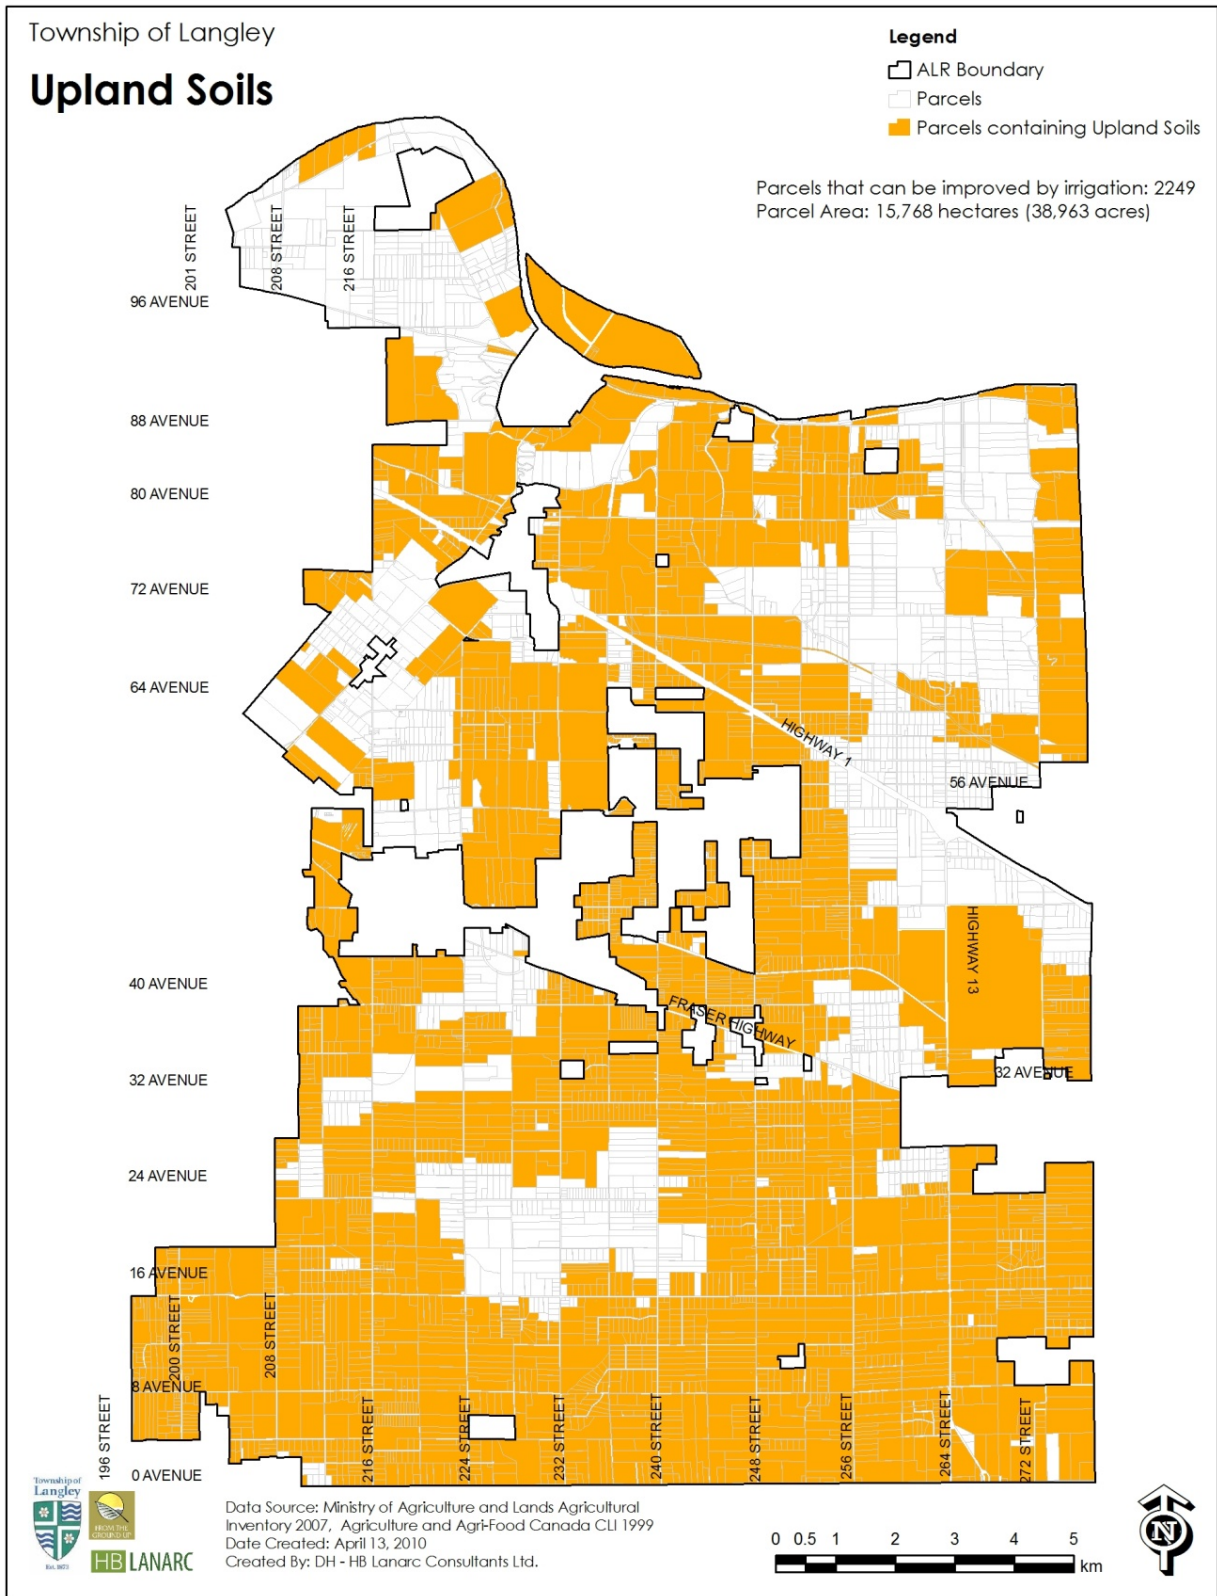 Township of Langley
Upland Soils
Legend
ALR Boundary
Parcels
Parcels containing Upland Soils
Parcels that can be improved by irrigation: 2249
Parcel Area: 15,768 hectares (38,963 acres)
201 STREET
208 STREET
216 STREET
96 AVENUE
88 AVENUE
80 AVENUE
72 AVENUE
64 AVENUE
HIGHWAY 1
56 AVENUE
HIGHWAY 13
40 AVENUE
FRASER HIGHWAY
32 AVENUE
32 AVENUE
24 AVENUE
16 AVENUE
200 STREET
208 STREET
8 AVENUE
196 STREET
216 STREET
224 STREET
232 STREET
240 STREET
248 STREET
256 STREET
264 STREET
272 STREET
0 AVENUE
Township of
Langley
Est. 1873
FROM THE
GROUND UP
HB LANARC
Data Source: Ministry of Agriculture and Lands Agricultural
Inventory 2007, Agriculture and Agri-Food Canada CLI 1999
Date Created: April 13, 2010
Created By: DH - HB Lanarc Consultants Ltd.
0 0.5 1 2 3 4 5
km
N